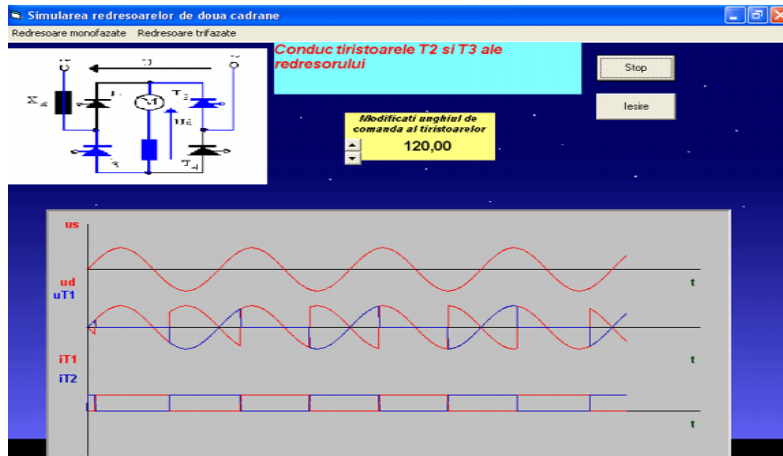 Simularea redresoarelor de doua cadrane
Redresoare monofazate Redresoare trifazate
Conduc tiristoarele T2 si T3 ale
redresorului
Stop
Iesire
Modificati unghiul de
comanda al tiristoarelor
120,00
M
Ud
us
t
ud
uT1
t
iT1
iT2
t